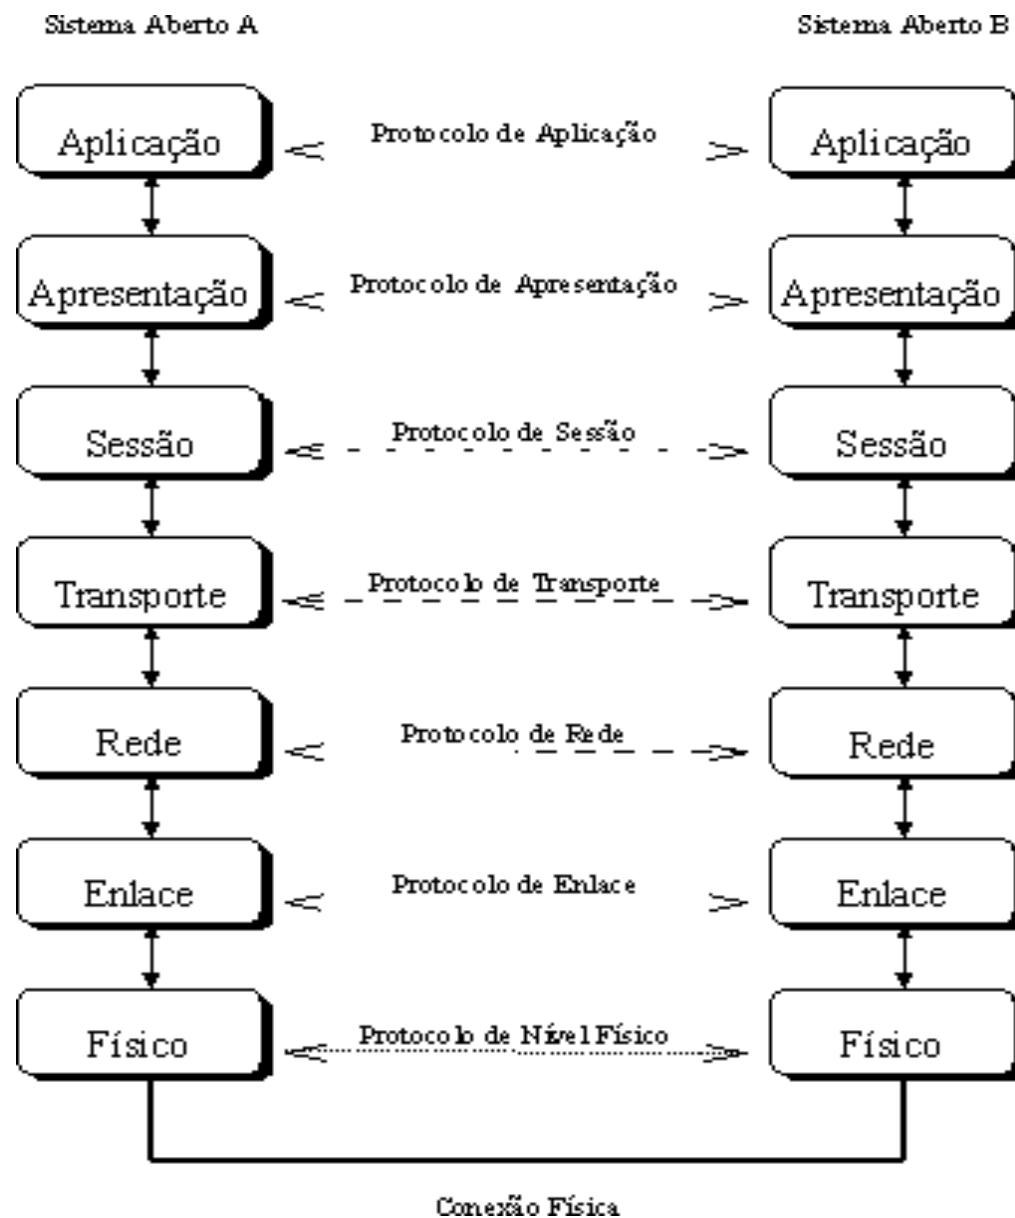 Sistema Aberto A
Sistema Aberto B
Aplicação
Protocolo de Aplicação
Aplicação
Apresentação
Protocolo de Apresentação
Apresentação
Sessão
Protocolo de Sessão
Sessão
Transporte
Protocolo de Transporte
Transporte
Rede
Protocolo de Rede
Rede
Enlace
Protocolo de Enlace
Enlace
Físico
Protocolo de Nível Físico
Físico
Conexão Física